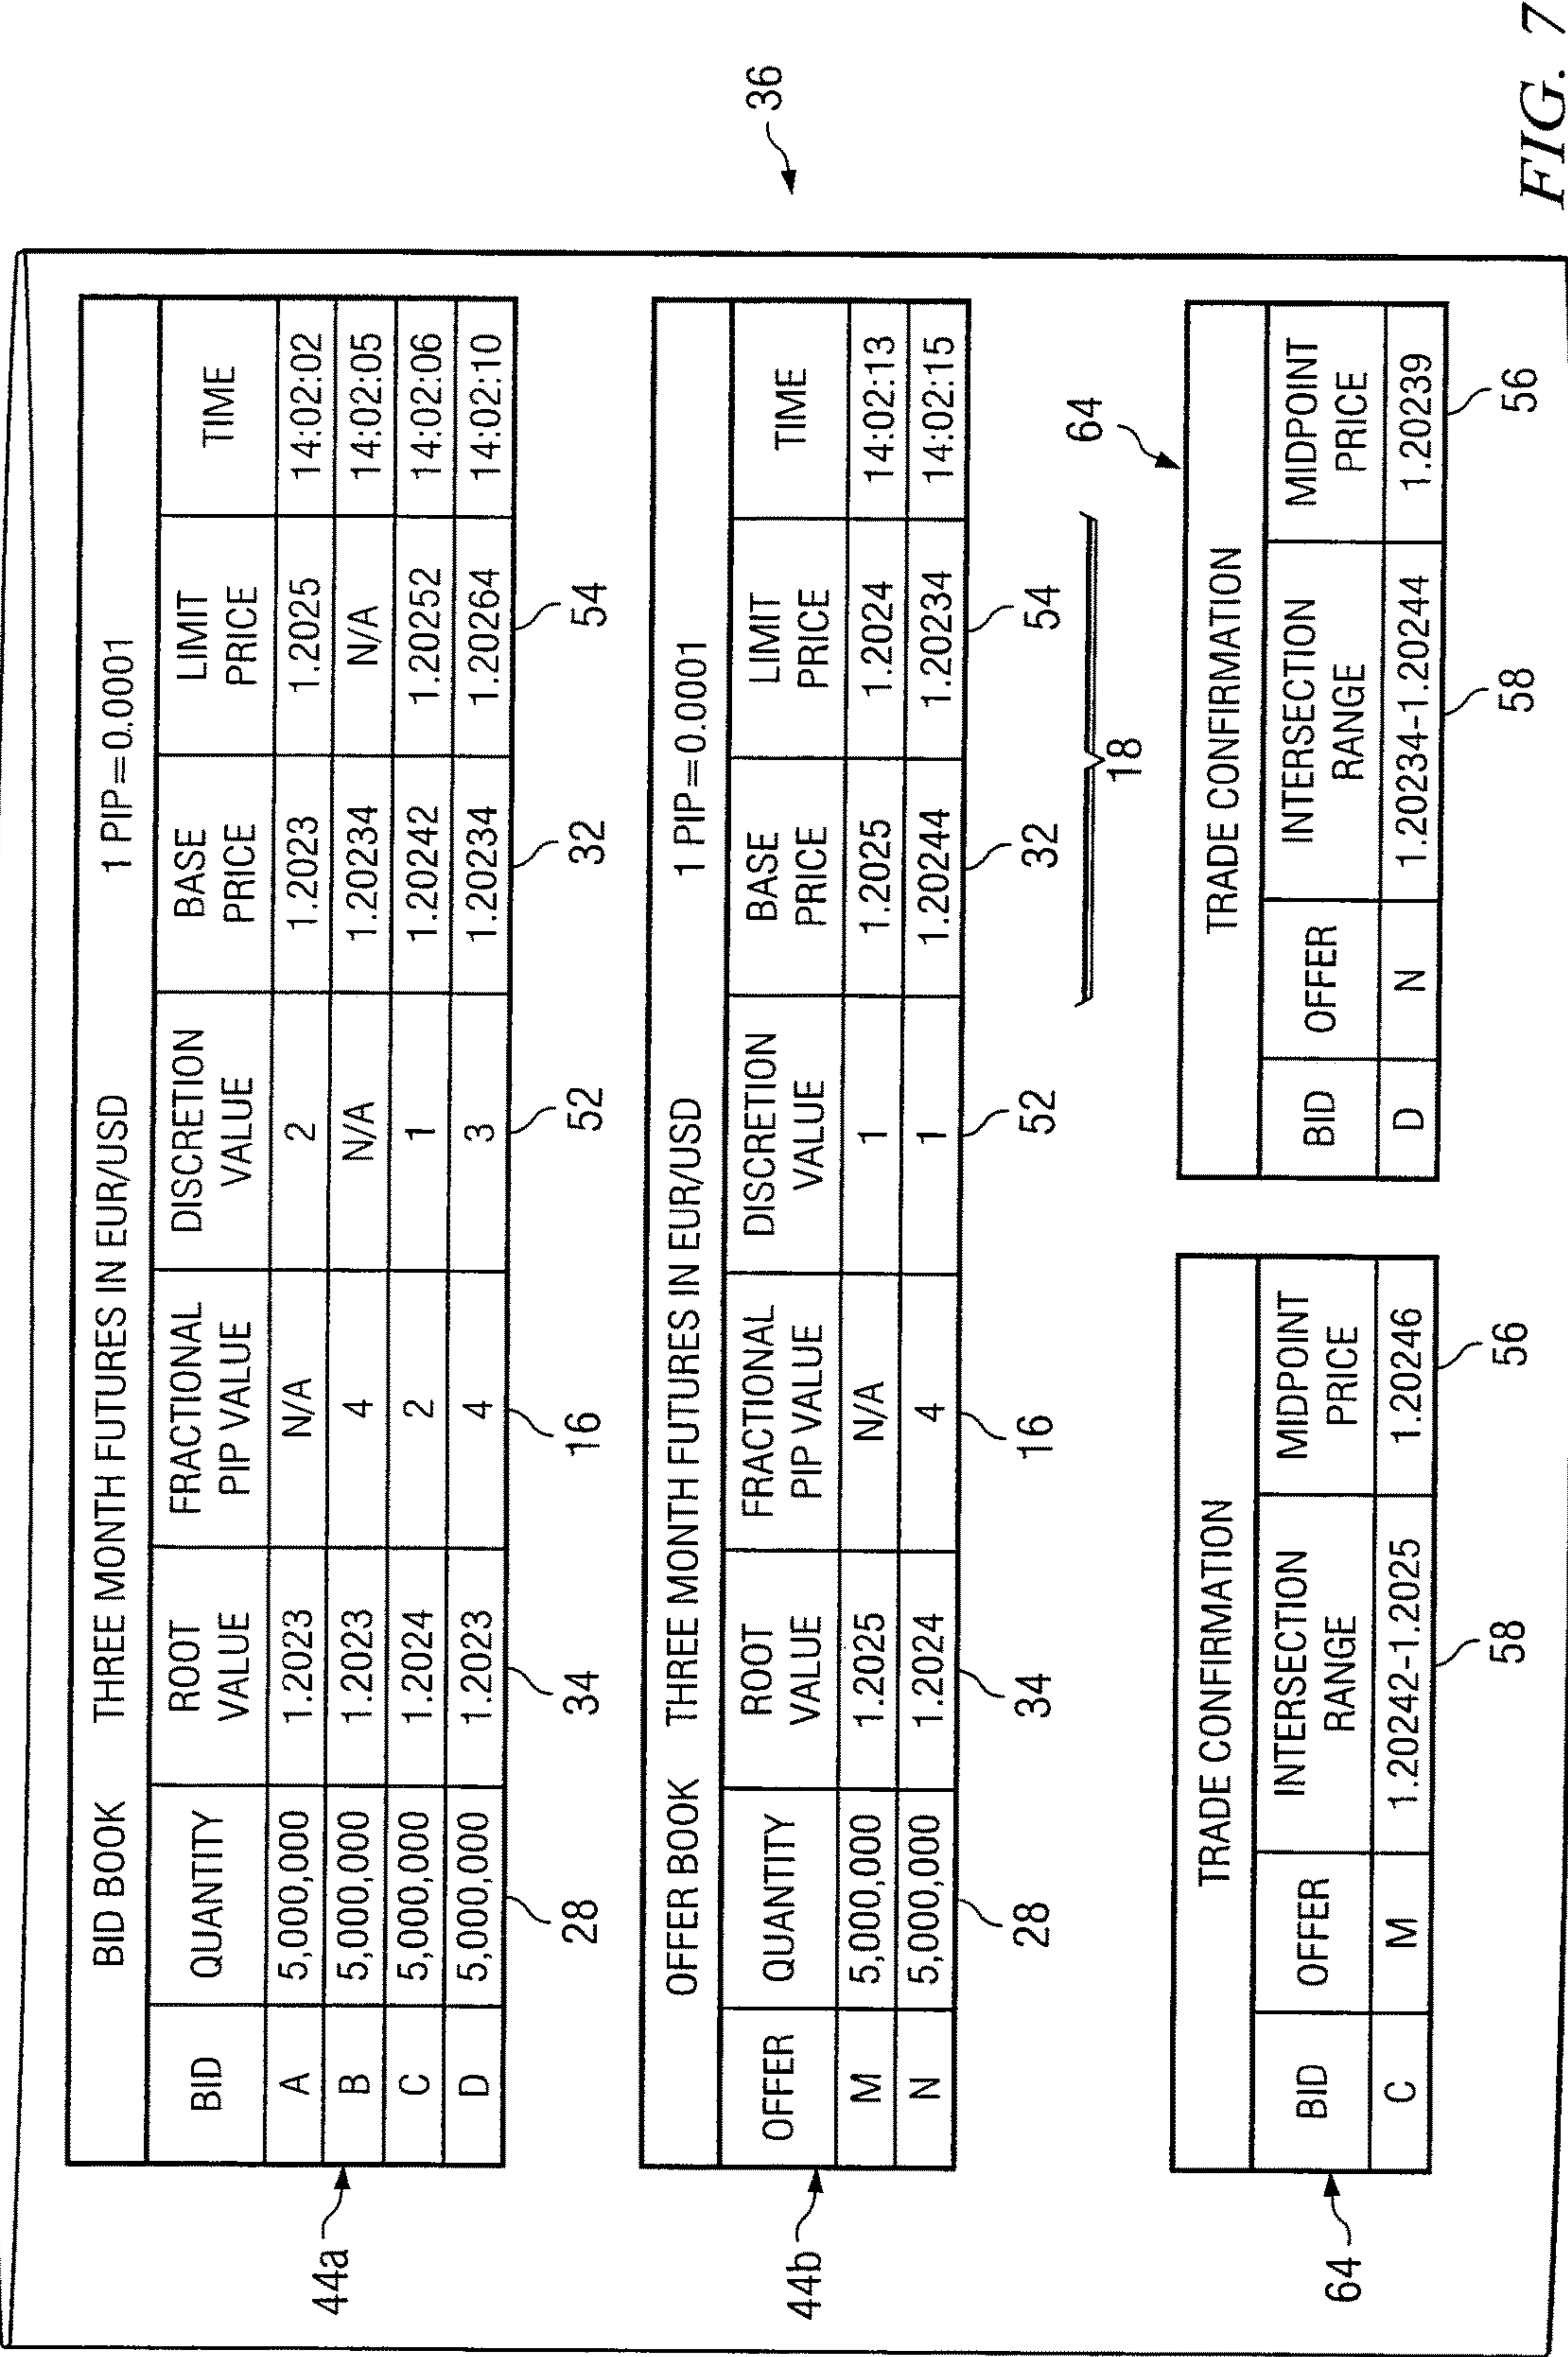 BID BOOK THREE MONTH FUTURES IN EUR/USD 1 PIP=0.0001
BID QUANTITY ROOT VALUE FRACTIONAL PIP VALUE DISCRETION VALUE BASE PRICE LIMIT PRICE TIME
A 5,000,000 1.2023 N/A 2 1.2023 1.2025 14:02:02
B 5,000,000 1.2023 4 N/A 1.20234 N/A 14:02:05
C 5,000,000 1.2024 2 1 1.20242 1.20252 14:02:06
D 5,000,000 1.2023 4 3 1.20234 1.20264 14:02:10
44a
28 34 16 52 32 54
36
OFFER BOOK THREE MONTH FUTURES IN EUR/USD 1 PIP=0.0001
OFFER QUANTITY ROOT VALUE FRACTIONAL PIP VALUE DISCRETION VALUE BASE PRICE LIMIT PRICE TIME
M 5,000,000 1.2025 N/A 1 1.2025 1.2024 14:02:13
N 5,000,000 1.2024 4 1 1.20244 1.20234 14:02:15
44b
28 34 16 52 32 54
18
64
TRADE CONFIRMATION
BID OFFER INTERSECTION RANGE MIDPOINT PRICE
C M 1.20242-1.2025 1.20246
64
58 56
TRADE CONFIRMATION
BID OFFER INTERSECTION RANGE MIDPOINT PRICE
D N 1.20234-1.20244 1.20239
58 56
FIG. 7